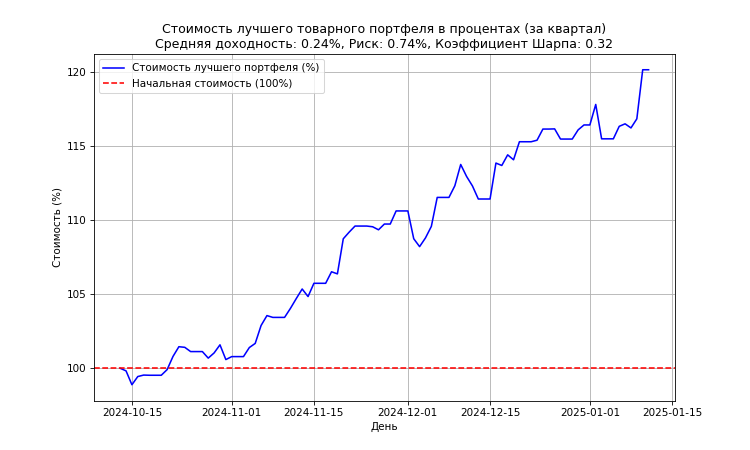 Стоимость лучшего товарного портфеля в процентах (за квартал)
Средняя доходность: 0.24%, Риск: 0.74%, Коэффициент Шарпа: 0.32
Стоимость лучшего портфеля (%)
Начальная стоимость (100%)
Стоимость (%)
120
115
110
105
100
2024-10-15 2024-11-01 2024-11-15 2024-12-01 2024-12-15 2025-01-01 2025-01-15
День